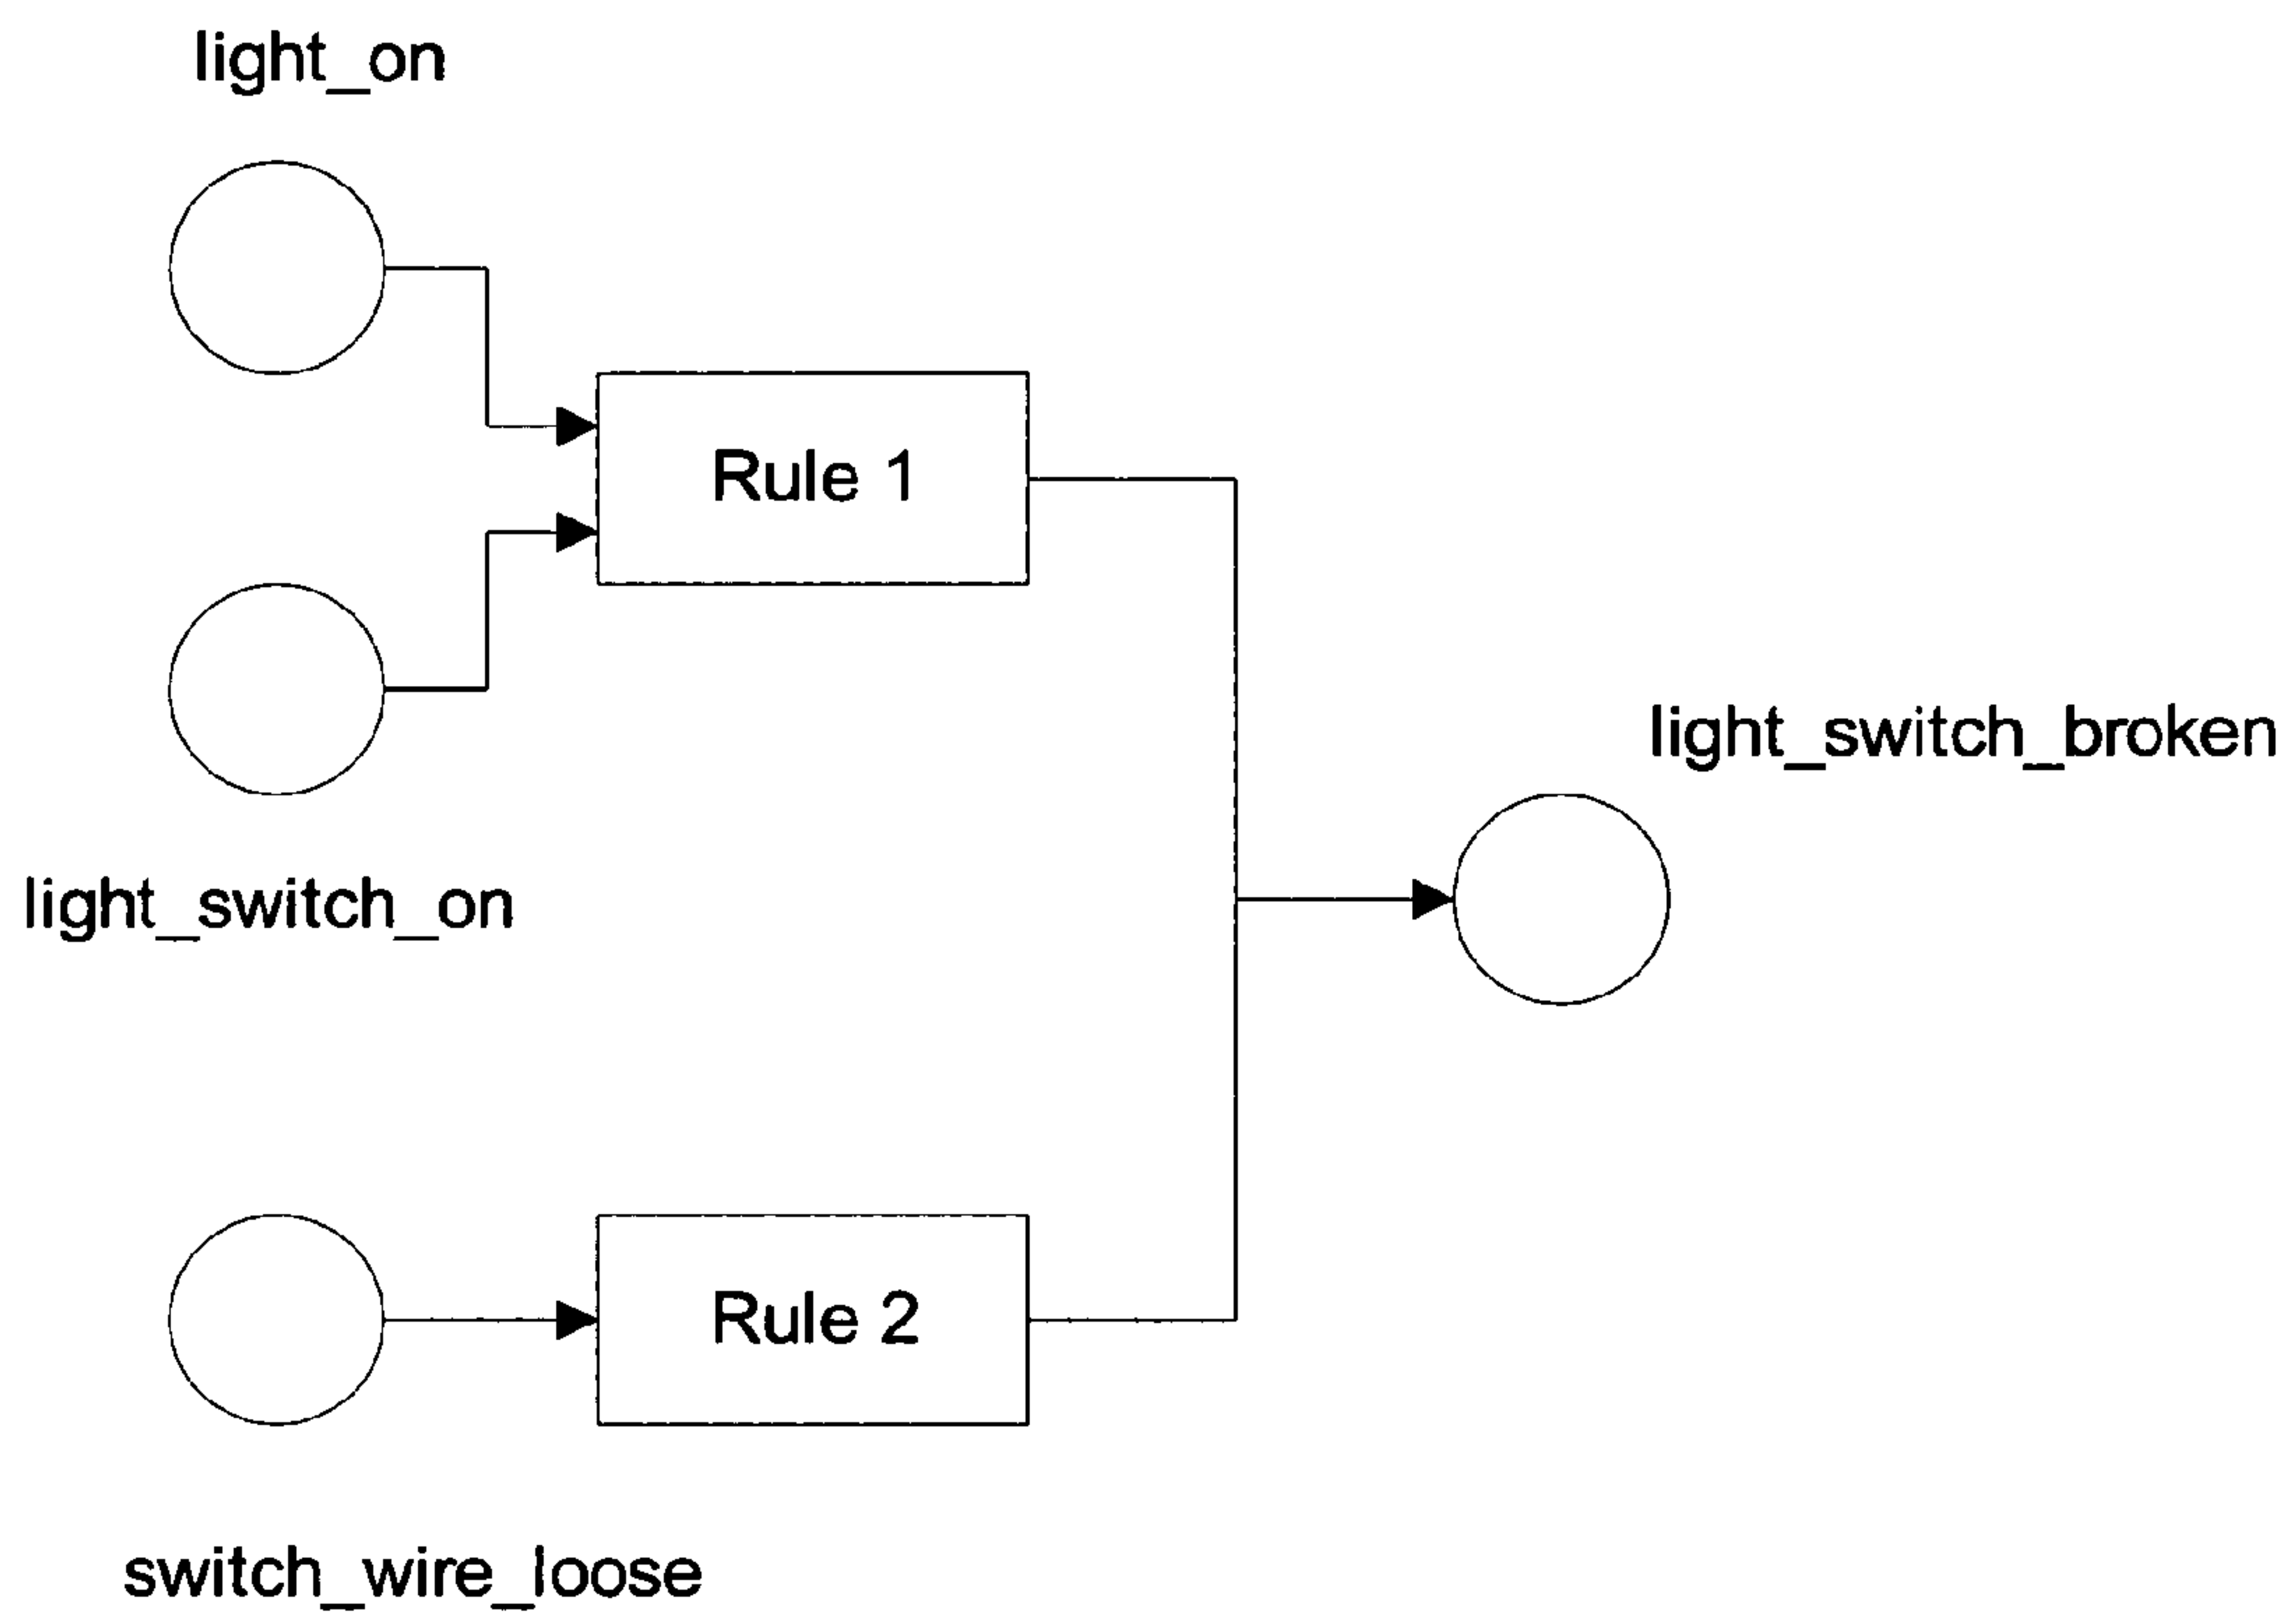 light_on
Rule 1
light_switch_broken
light_switch_on
Rule 2
switch_wire_loose